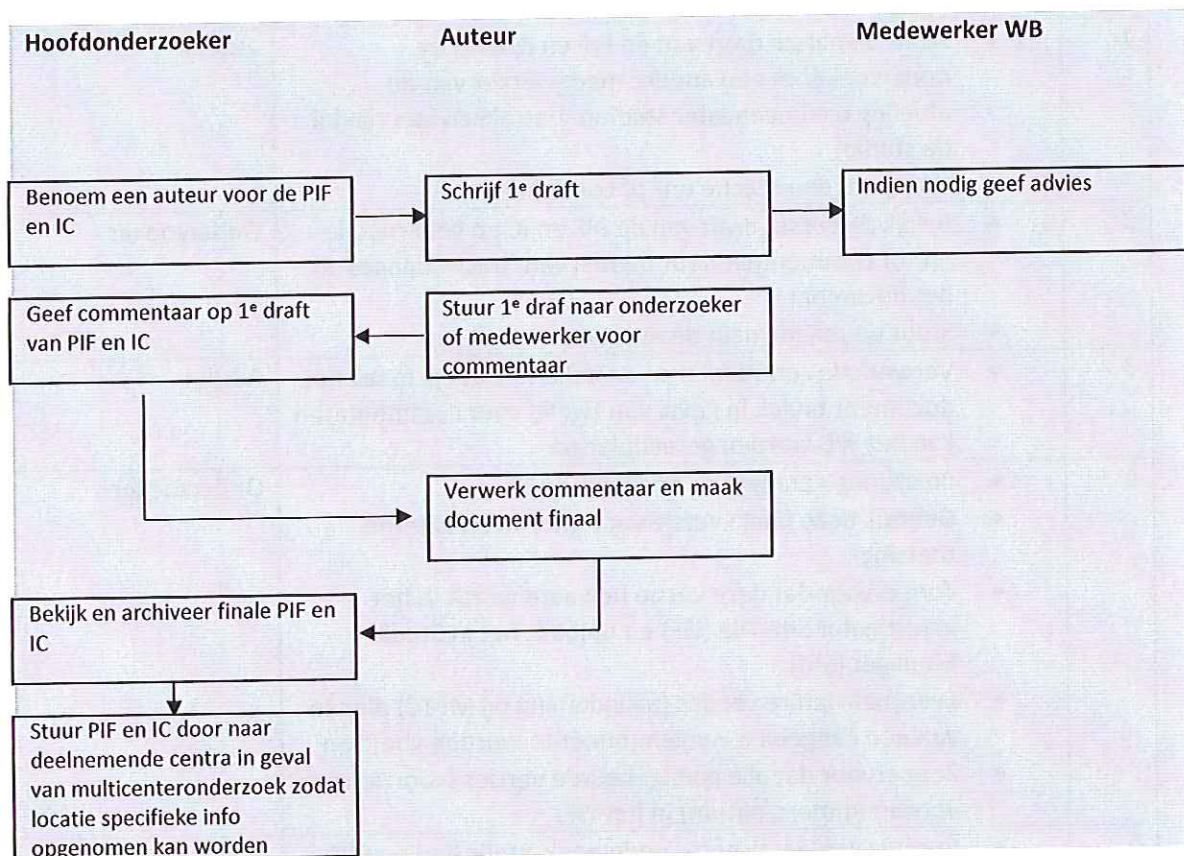 Hoofdonderzoeker
Auteur
Medewerker WB
Benoem een auteur voor de PIF
en IC
Schrijf 1e draft
Indien nodig geef advies
Geef commentaar op 1e draft
van PIF en IC
Stuur 1e draf naar onderzoeker
of medewerker voor
commentaar
Verwerk commentaar en maak
document finaal
Bekijk en archiveer finale PIF en
IC
Stuur PIF en IC door naar
deelnemende centra in geval
van multicenteronderzoek zodat
locatie specifieke info
opgenomen kan worden